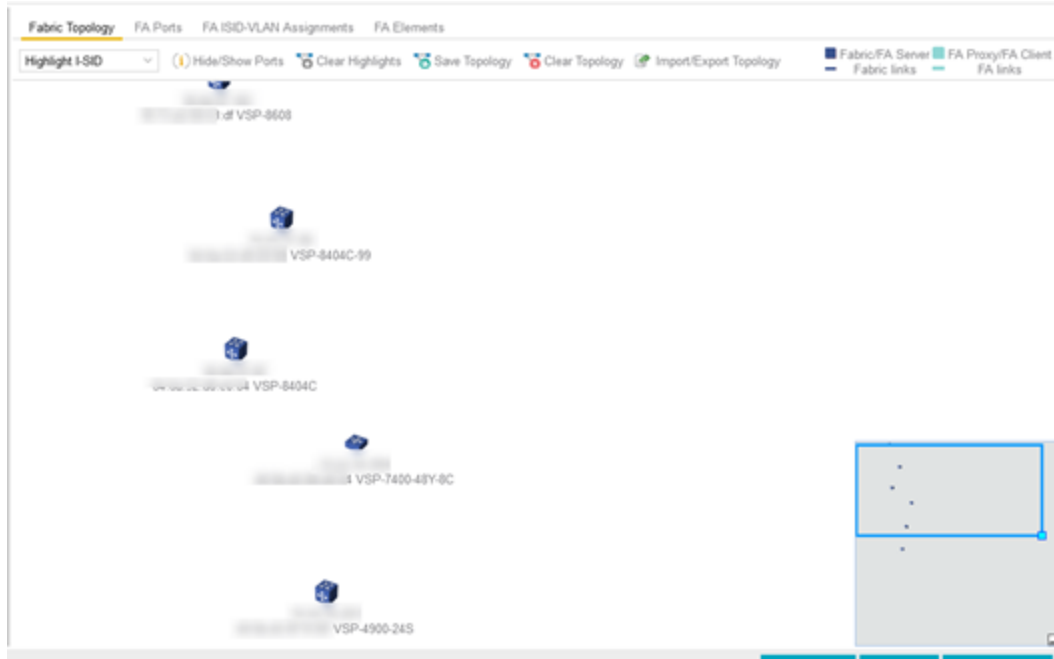 Fabric Topology FA Ports FA ISID-VLAN Assignments FA Elements
Highlight I-SID Hide/Show Ports Clear Highlights Save Topology Clear Topology Import/Export Topology Fabric/FA Server FA Proxy/FA Client
Fabric links FA links
:df VSP-8608
VSP-8404C-99
VSP-8404C
4 VSP-7400-48Y-8C
VSP-4900-24S